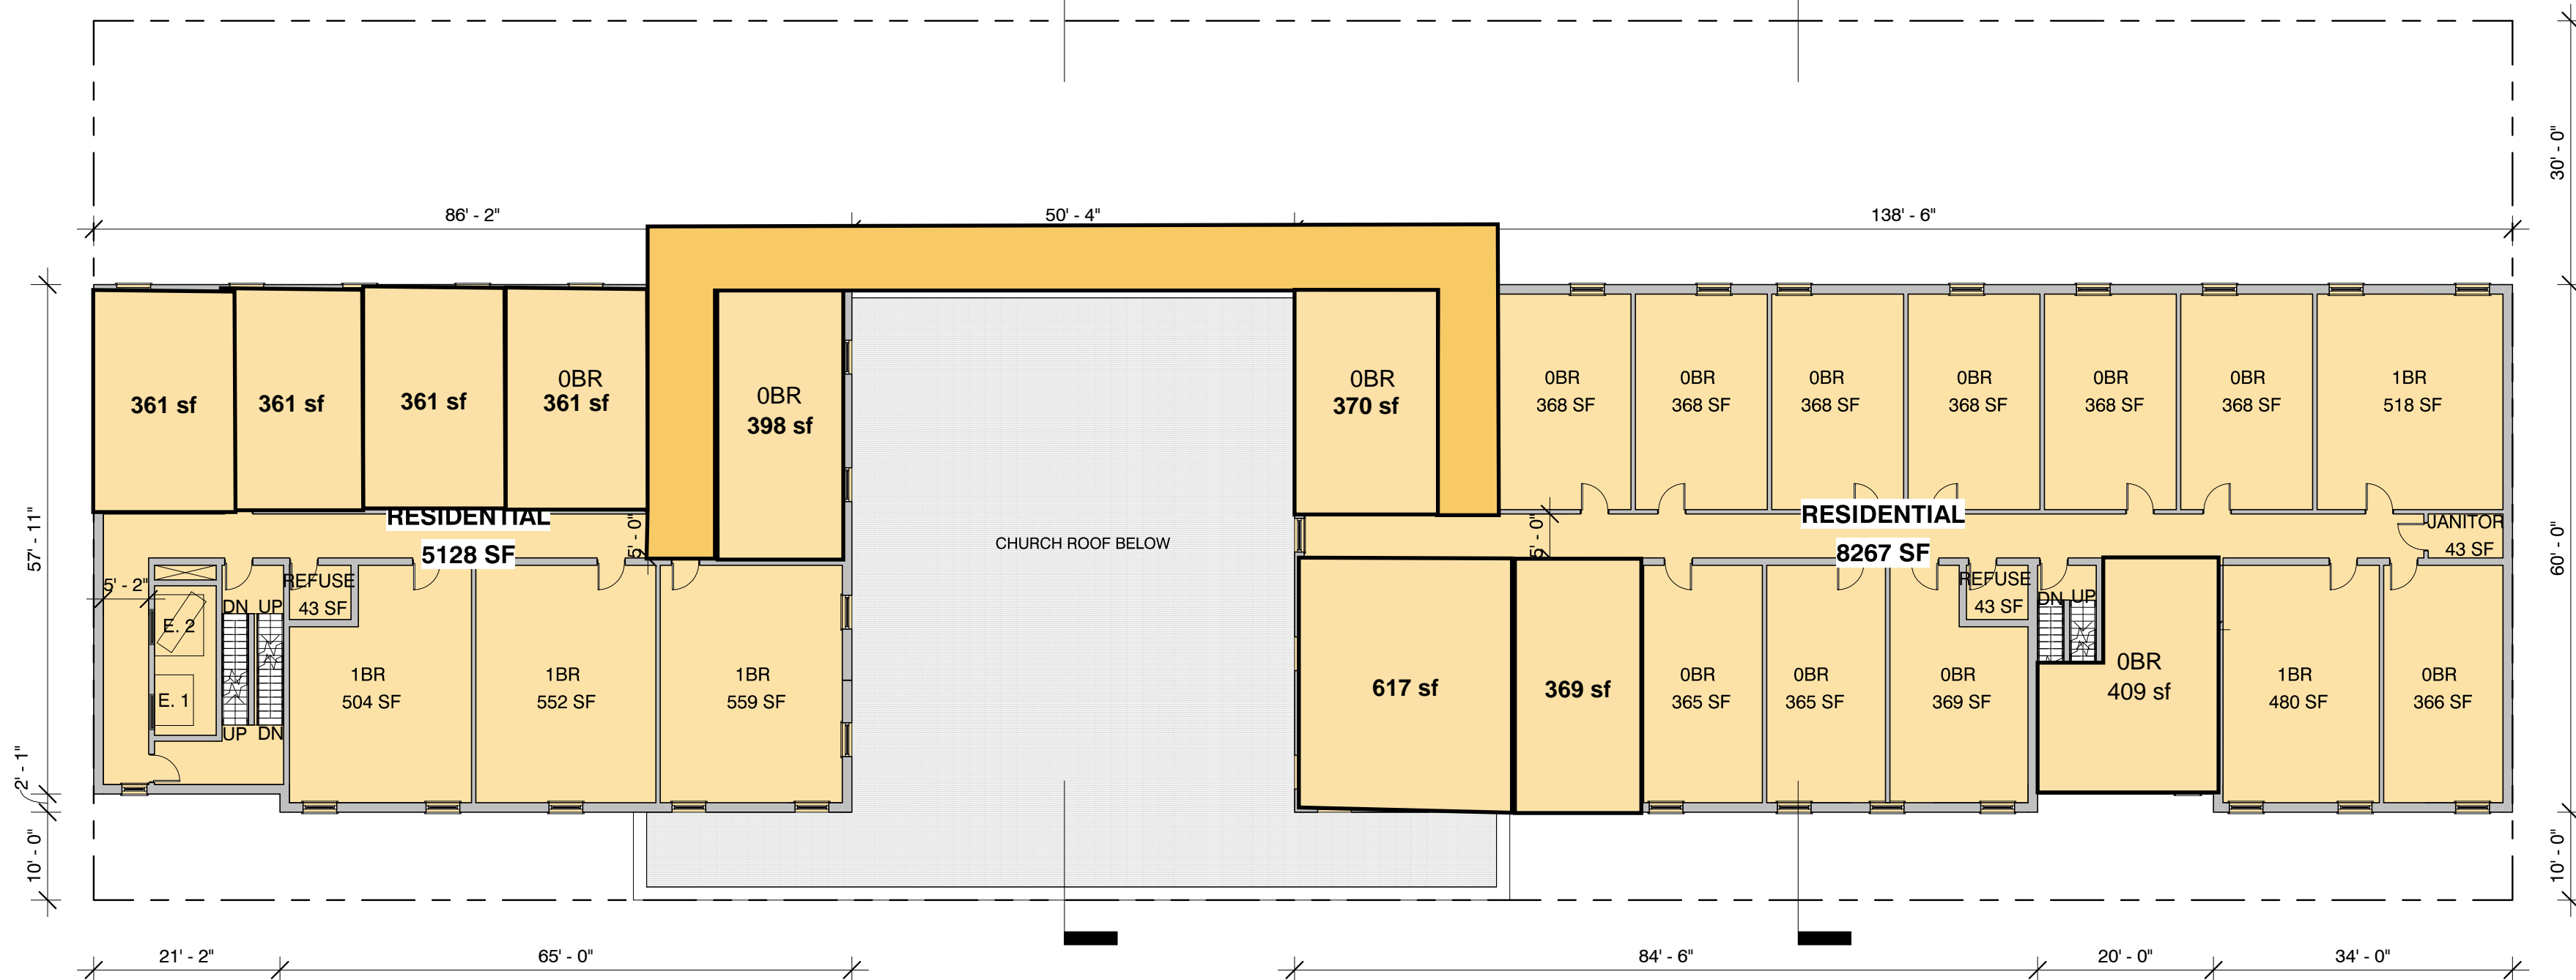 30' - 0"
86' - 2"
50' - 4"
138' - 6"
57' - 11"
60' - 0"
361 sf
361 sf
361 sf
0BR
361 sf
0BR
398 sf
0BR
370 sf
0BR
368 SF
0BR
368 SF
0BR
368 SF
0BR
368 SF
0BR
368 SF
0BR
368 SF
1BR
518 SF
RESIDENTIAL
5128 SF
5' - 0"
CHURCH ROOF BELOW
5' - 0"
RESIDENTIAL
8267 SF
JANITOR
43 SF
5' - 2"
E. 2
E. 1
DN UP
UP DN
REFUSE
43 SF
1BR
504 SF
1BR
552 SF
1BR
559 SF
617 sf
369 sf
0BR
365 SF
0BR
365 SF
0BR
369 SF
REFUSE
43 SF
DN UP
0BR
409 sf
1BR
480 SF
0BR
366 SF
2' - 1"
10' - 0"
10' - 0"
21' - 2"
65' - 0"
84' - 6"
20' - 0"
34' - 0"